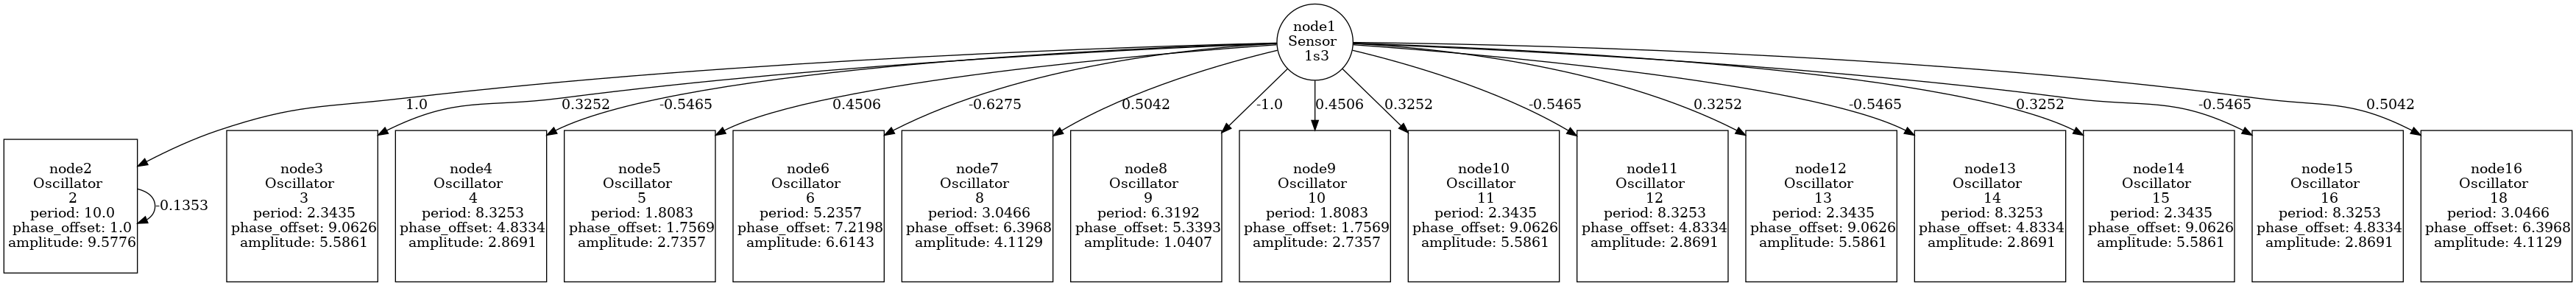 node1
Sensor
1s3
1.0
0.3252
-0.5465
0.4506
-0.6275
0.5042
-1.0
0.4506
0.3252
-0.5465
0.3252
-0.5465
0.3252
-0.5465
0.5042
node2
Oscillator
2
period: 10.0
phase_offset: 1.0
amplitude: 9.5776
-0.1353
node3
Oscillator
3
period: 2.3435
phase_offset: 9.0626
amplitude: 5.5861
node4
Oscillator
4
period: 8.3253
phase_offset: 4.8334
amplitude: 2.8691
node5
Oscillator
5
period: 1.8083
phase_offset: 1.7569
amplitude: 2.7357
node6
Oscillator
6
period: 5.2357
phase_offset: 7.2198
amplitude: 6.6143
node7
Oscillator
8
period: 3.0466
phase_offset: 6.3968
amplitude: 4.1129
node8
Oscillator
9
period: 6.3192
phase_offset: 5.3393
amplitude: 1.0407
node9
Oscillator
10
period: 1.8083
phase_offset: 1.7569
amplitude: 2.7357
node10
Oscillator
11
period: 2.3435
phase_offset: 9.0626
amplitude: 5.5861
node11
Oscillator
12
period: 8.3253
phase_offset: 4.8334
amplitude: 2.8691
node12
Oscillator
13
period: 2.3435
phase_offset: 9.0626
amplitude: 5.5861
node13
Oscillator
14
period: 8.3253
phase_offset: 4.8334
amplitude: 2.8691
node14
Oscillator
15
period: 2.3435
phase_offset: 9.0626
amplitude: 5.5861
node15
Oscillator
16
period: 8.3253
phase_offset: 4.8334
amplitude: 2.8691
node16
Oscillator
18
period: 3.0466
phase_offset: 6.3968
amplitude: 4.1129